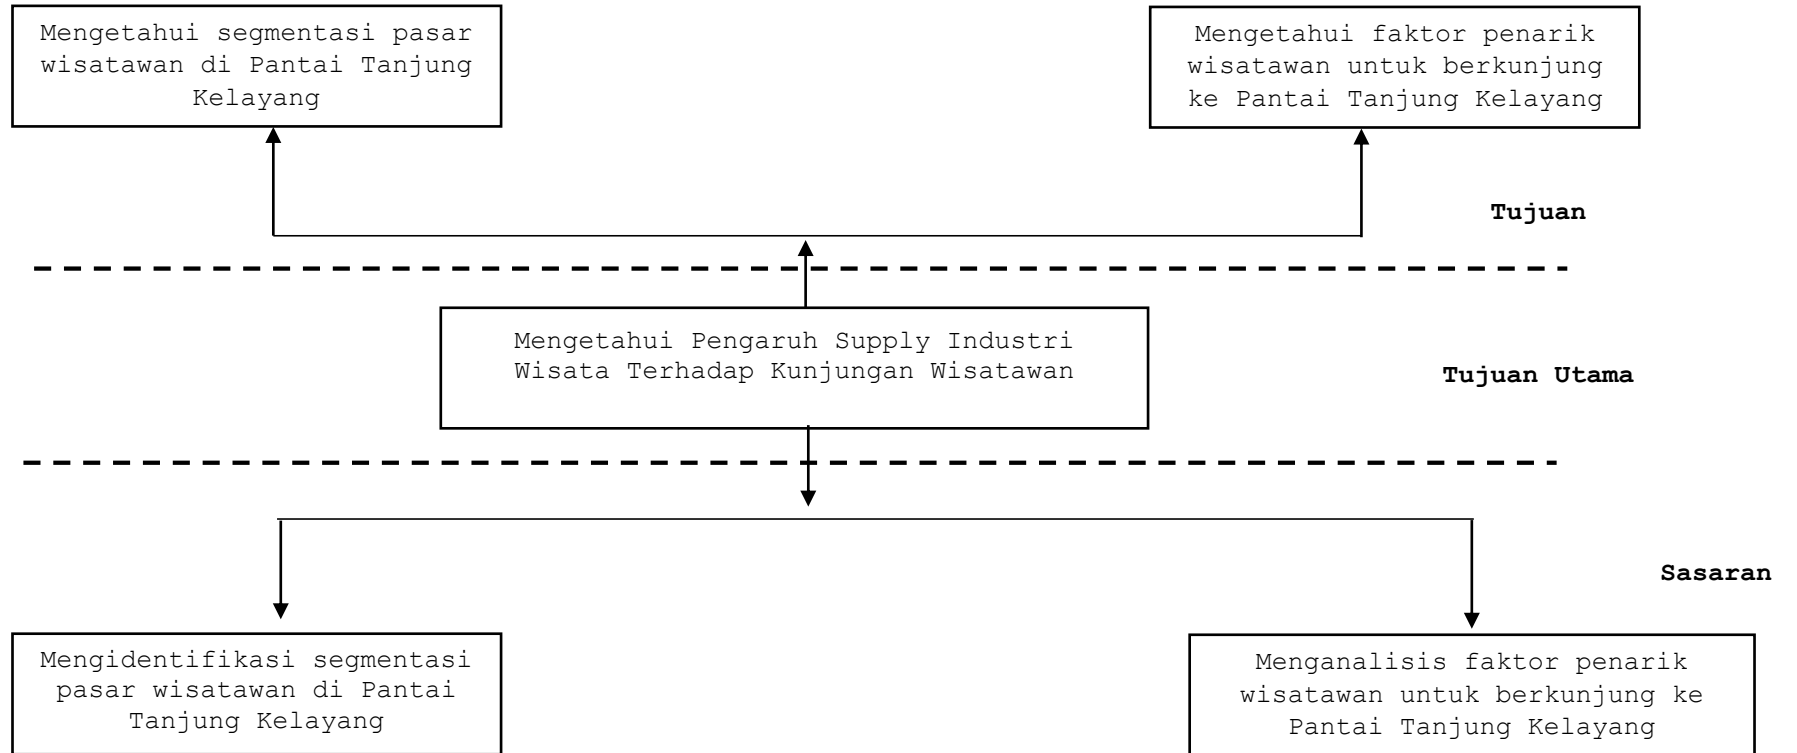 Mengetahui segmentasi pasar
wisatawan di Pantai Tanjung
Kelayang
Mengetahui faktor penarik
wisatawan untuk berkunjung
ke Pantai Tanjung Kelayang
Tujuan
Mengetahui Pengaruh Supply Industri
Wisata Terhadap Kunjungan Wisatawan
Tujuan Utama
Sasaran
Mengidentifikasi segmentasi
pasar wisatawan di Pantai
Tanjung Kelayang
Menganalisis faktor penarik
wisatawan untuk berkunjung ke
Pantai Tanjung Kelayang